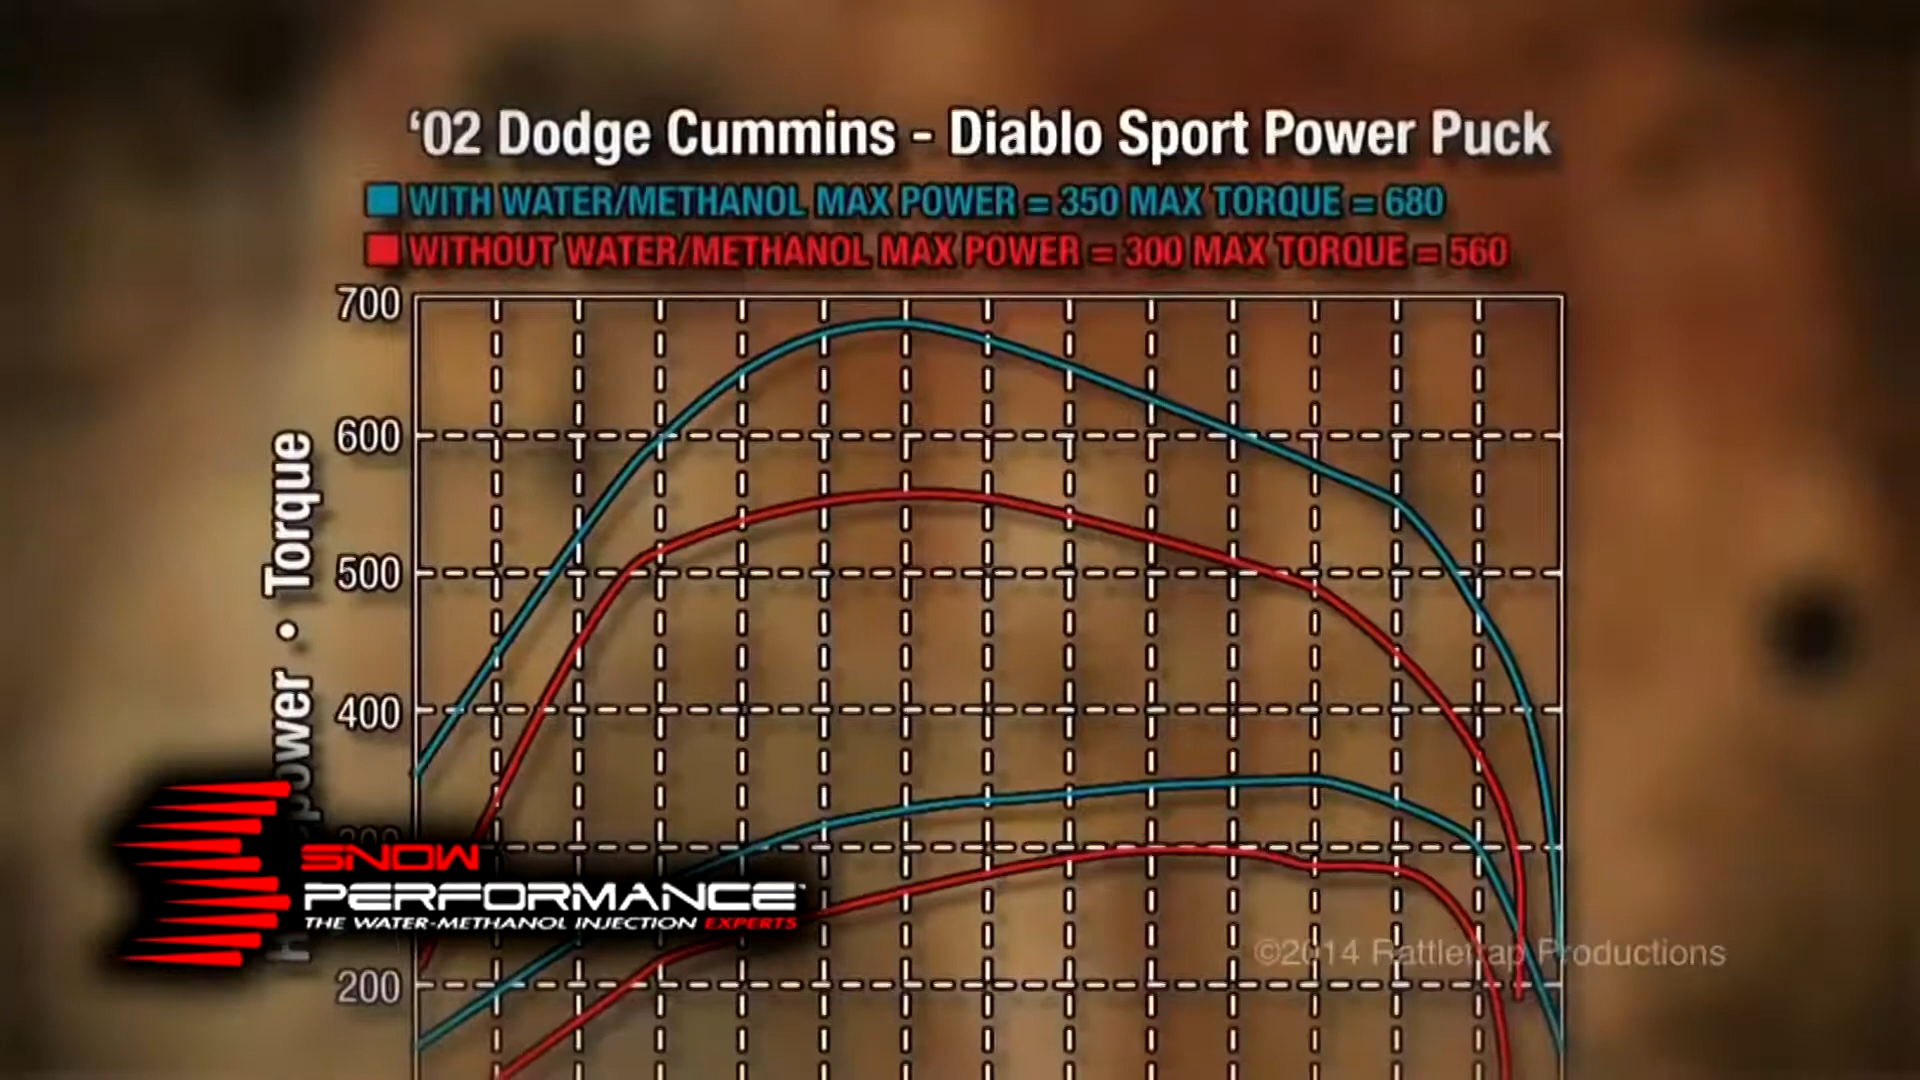 ‘02 Dodge Cummins - Diablo Sport Power Puck
WITH WATER/METHANOL MAX POWER = 350 MAX TORQUE = 680
WITHOUT WATER/METHANOL MAX POWER = 300 MAX TORQUE = 560
700
600
500
400
300
200
• Torque
SNOW
PERFORMANCE
THE WATER-METHANOL INJECTION EXPERTS
©2014 Rattletrap Productions